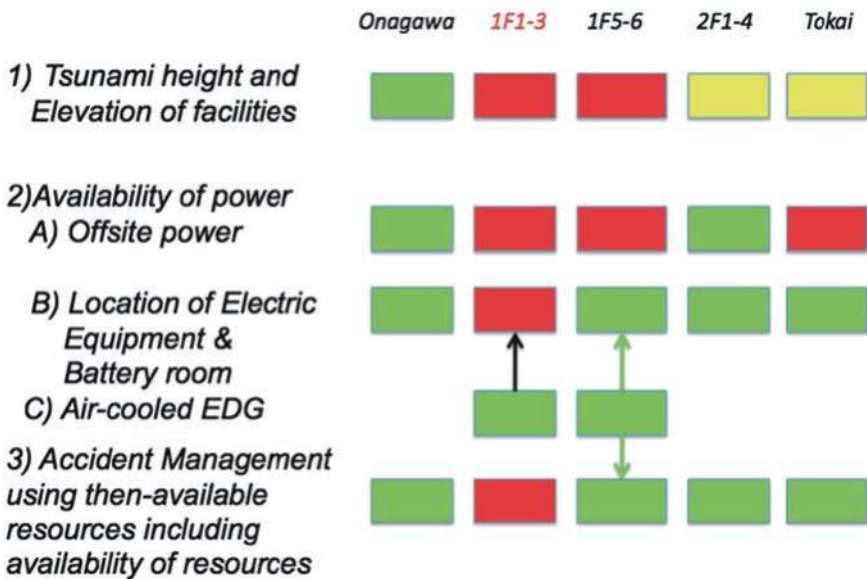 Onagawa 1F1-3 1F5-6 2F1-4 Tokai
1) Tsunami height and
Elevation of facilities
2)Availability of power
A) Offsite power
B) Location of Electric
Equipment &
Battery room
C) Air-cooled EDG
3) Accident Management
using then-available
resources including
availability of resources